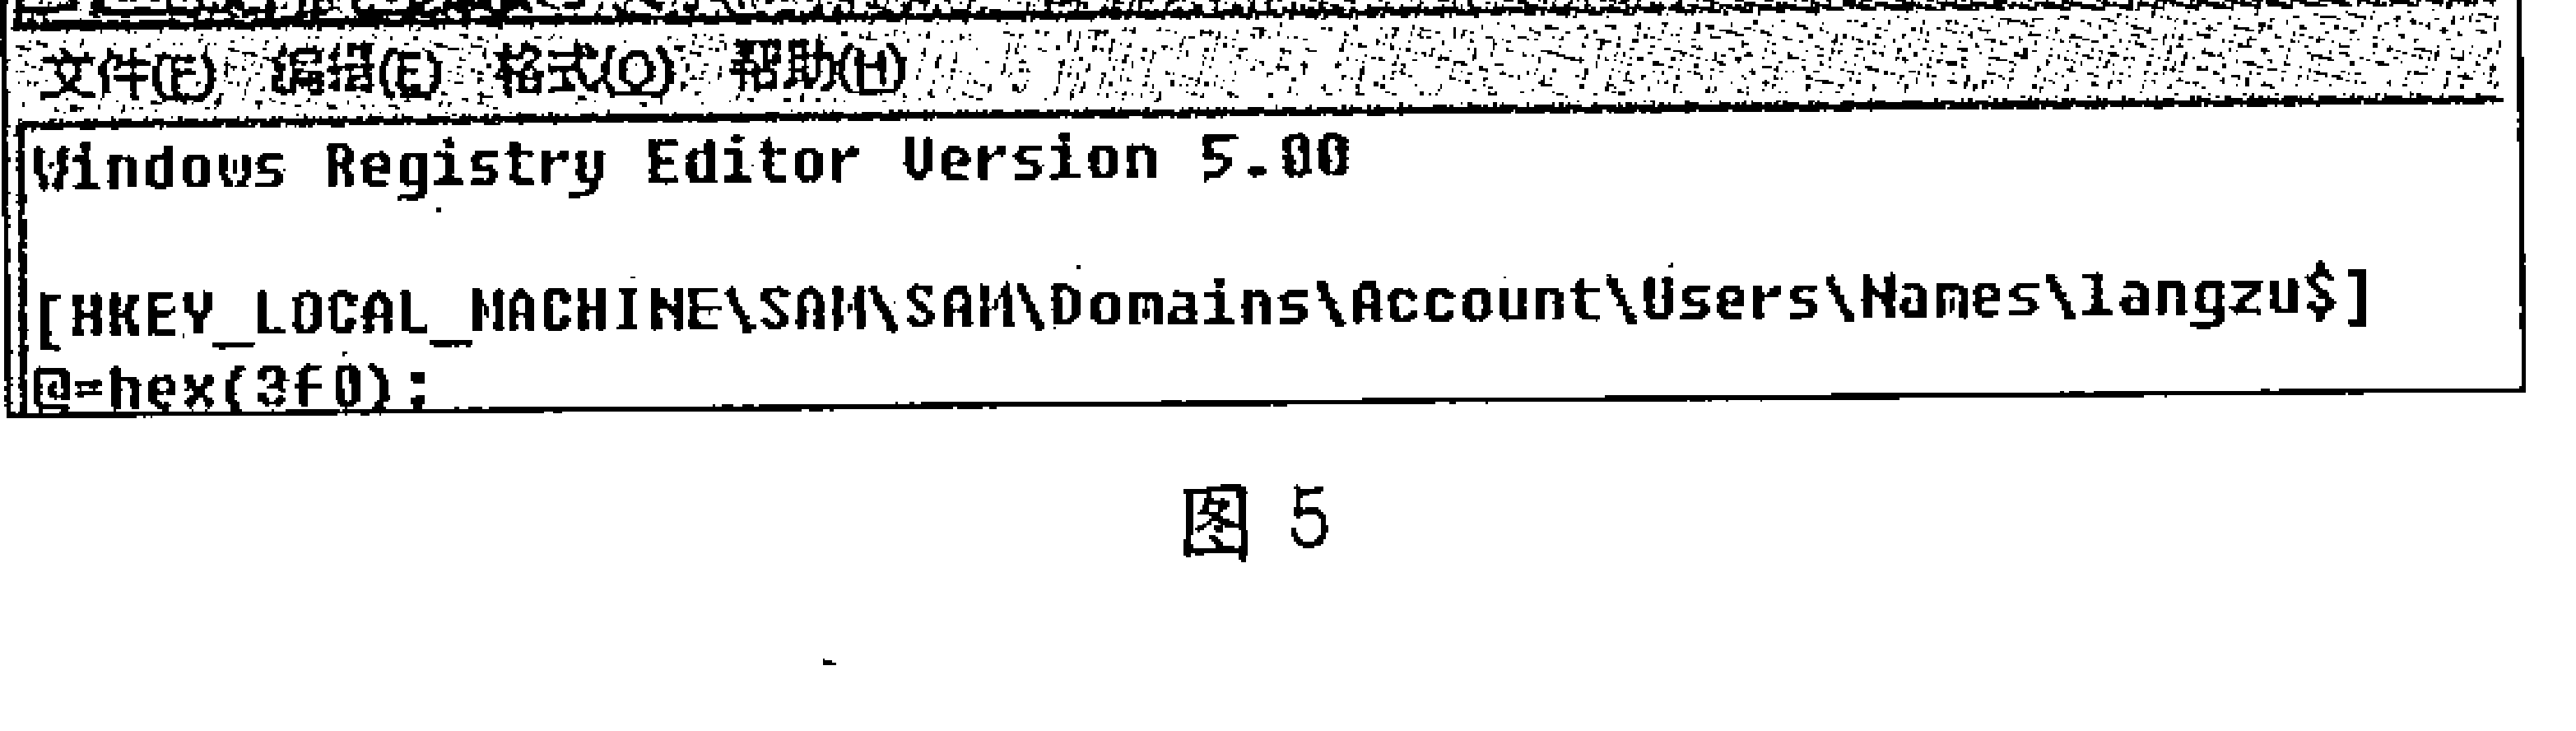 文件(F) 编辑(E) 格式(O) 帮助(H)
Windows Registry Editor Version 5.00
[HKEY_LOCAL_MACHINE\SAM\SAM\Domains\Account\Users\Names\langzu$]
@=hex(3f0):
图 5